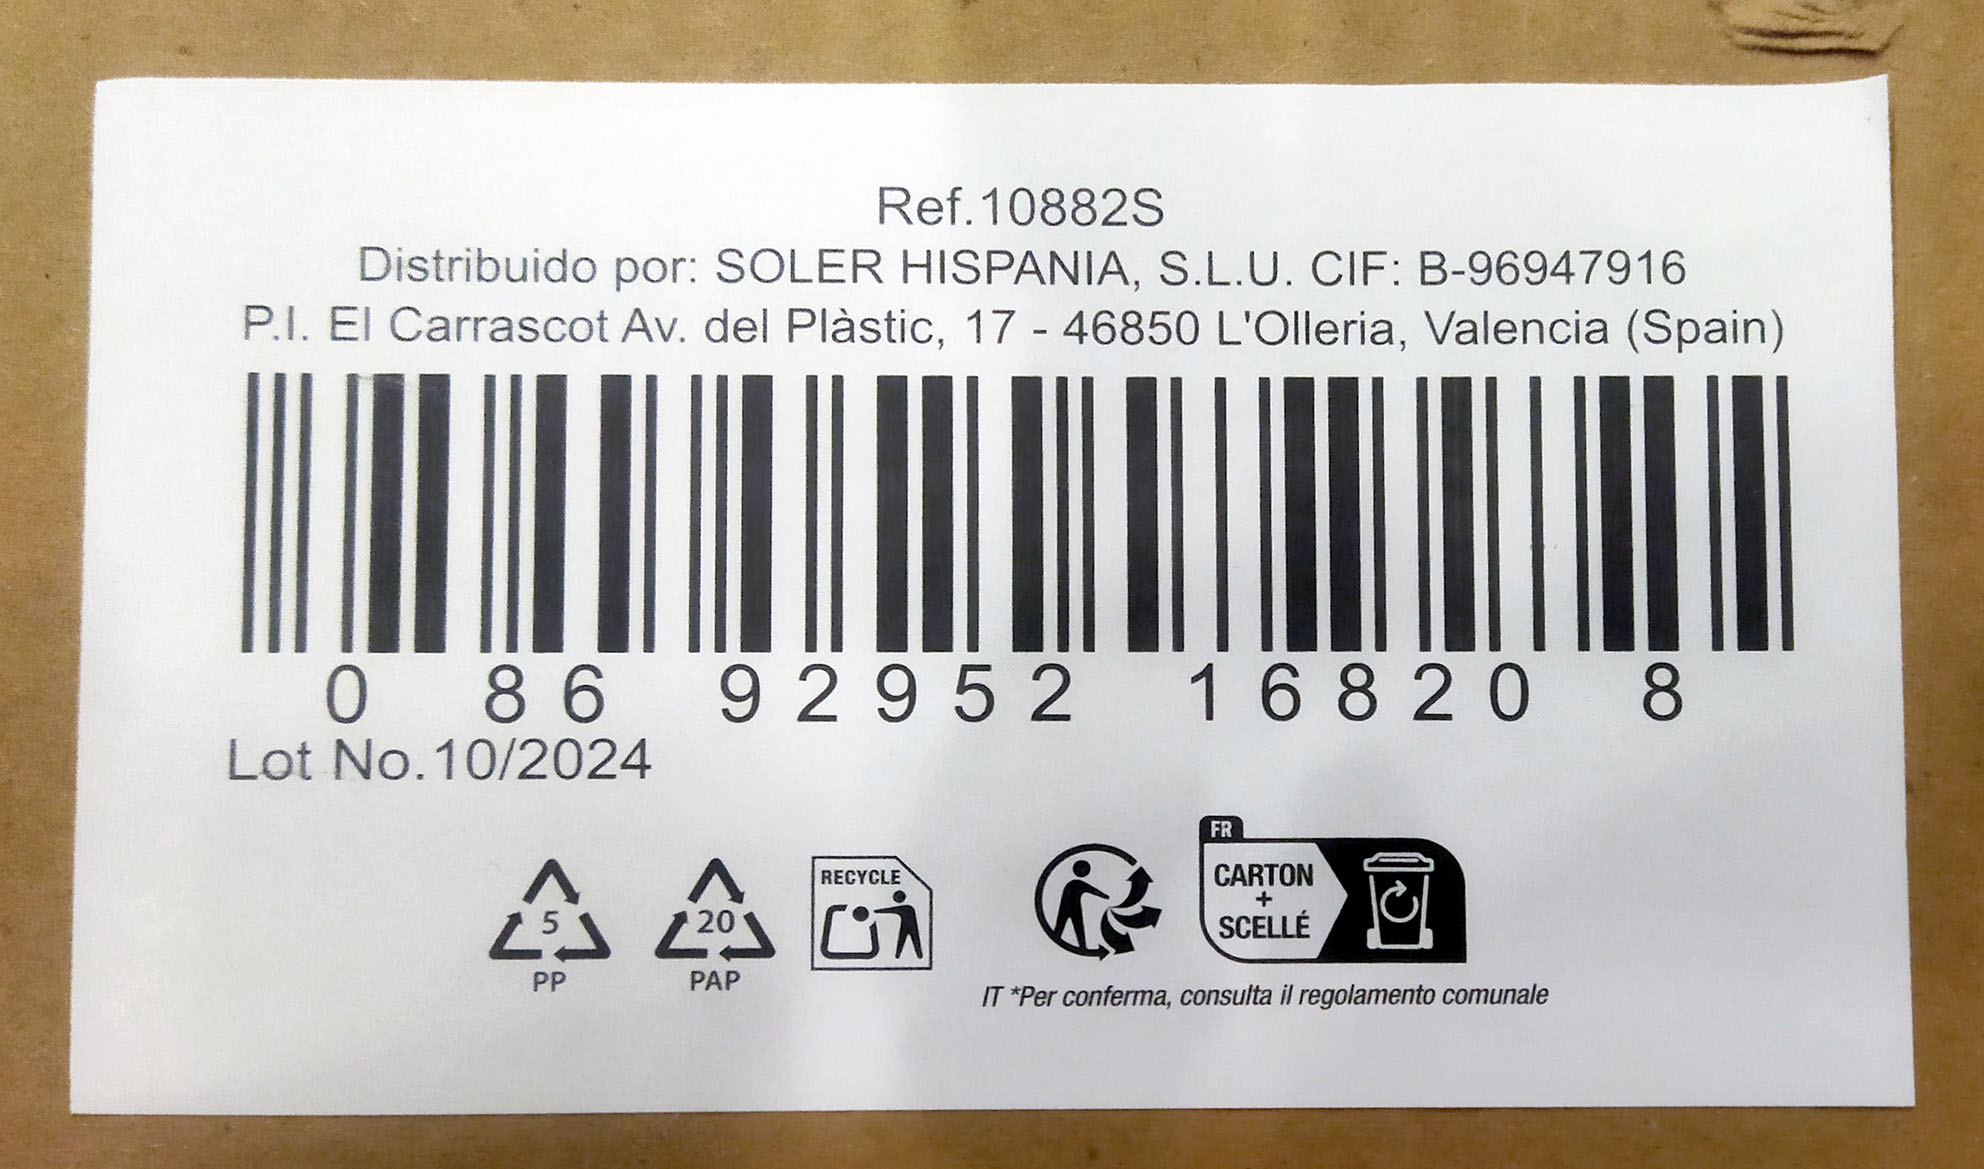 Ref.10882S
Distribuido por: SOLER HISPANIA, S.L.U. CIF: B-96947916
P.I. El Carrascot Av. del Plàstic, 17 - 46850 L'Olleria, Valencia (Spain)
0 86 92952 16820 8
Lot No.10/2024
5
PP
20
PAP
RECYCLE
FR
CARTON
+
SCELLÉ
IT *Per conferma, consulta il regolamento comunale